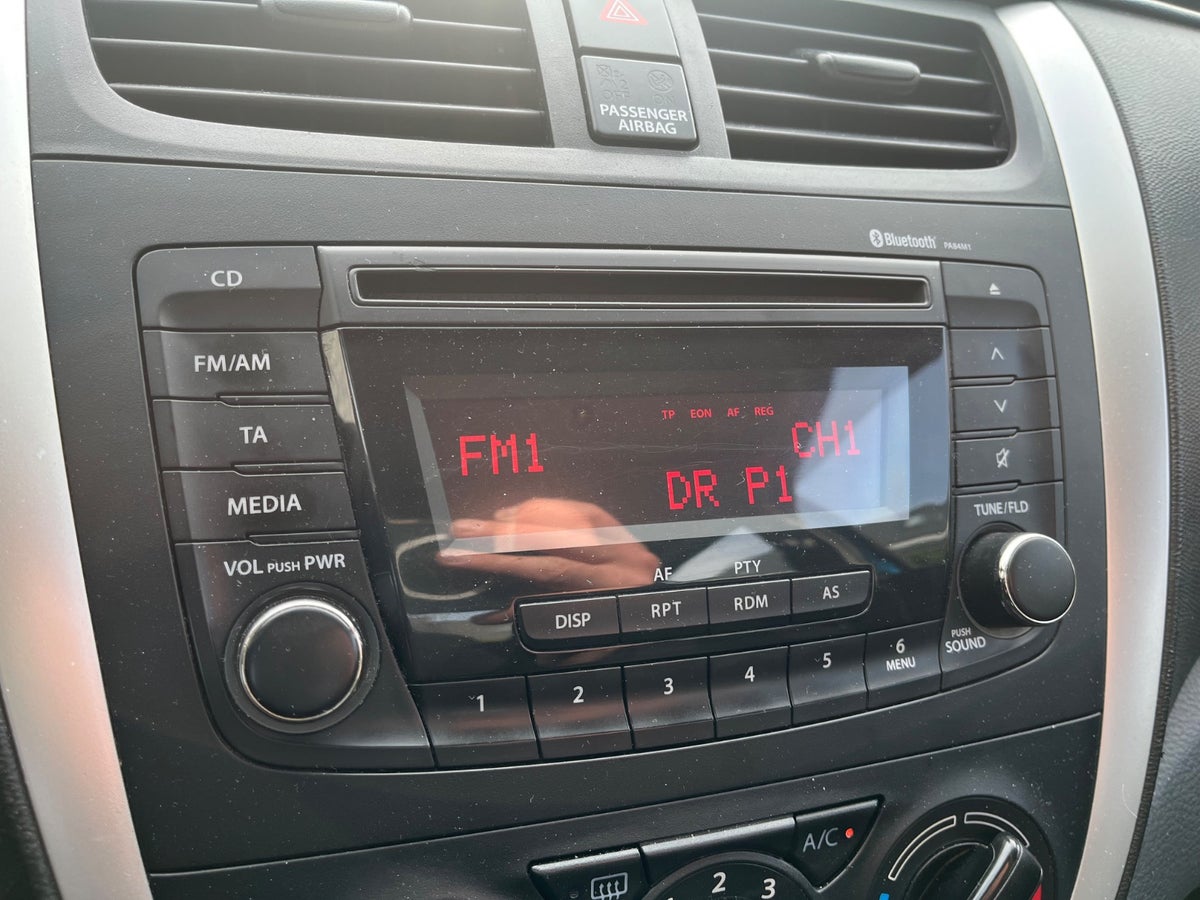 PASSENGER
AIRBAG
Bluetooth PA84M1
CD
FM/AM
TA
MEDIA
VOL PUSH PWR
TP EON AF REG
FM1 CH1
DR P1
TUNE/FLD
PUSH
SOUND
AF PTY
DISP RPT RDM AS
1 2 3 4 5 6
MENU
A/C
2 3